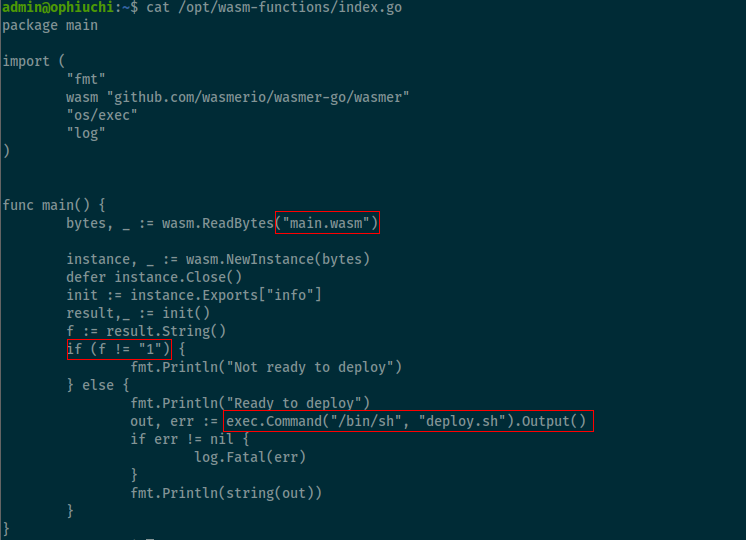 admin@ophiuchi:~$ cat /opt/wasm-functions/index.go
package main
import (
"fmt"
wasm "github.com/wasmerio/wasmer-go/wasmer"
"os/exec"
"log"
)
func main() {
bytes, _ := wasm.ReadBytes("main.wasm")
instance, _ := wasm.NewInstance(bytes)
defer instance.Close()
init := instance.Exports["info"]
result,_ := init()
f := result.String()
if (f != "1") {
fmt.Println("Not ready to deploy")
} else {
fmt.Println("Ready to deploy")
out, err := exec.Command("/bin/sh", "deploy.sh").Output()
if err != nil {
log.Fatal(err)
}
fmt.Println(string(out))
}
}